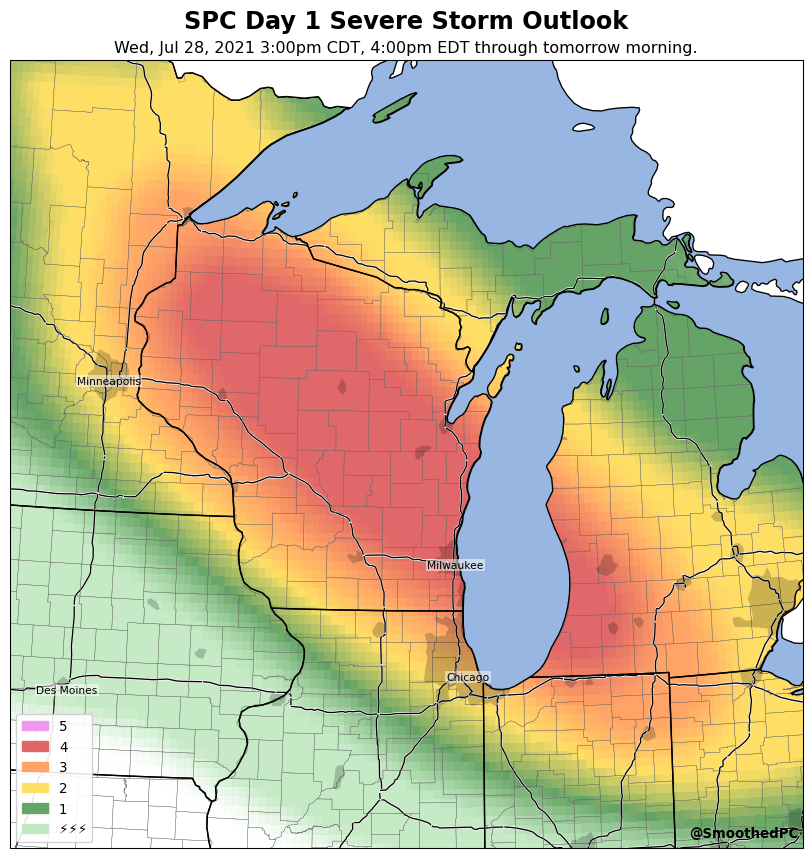 SPC Day 1 Severe Storm Outlook
Wed, Jul 28, 2021 3:00pm CDT, 4:00pm EDT through tomorrow morning.
Minneapolis
Milwaukee
Chicago
Des Moines
5
4
3
2
1
⚡⚡⚡
@SmoothedPC